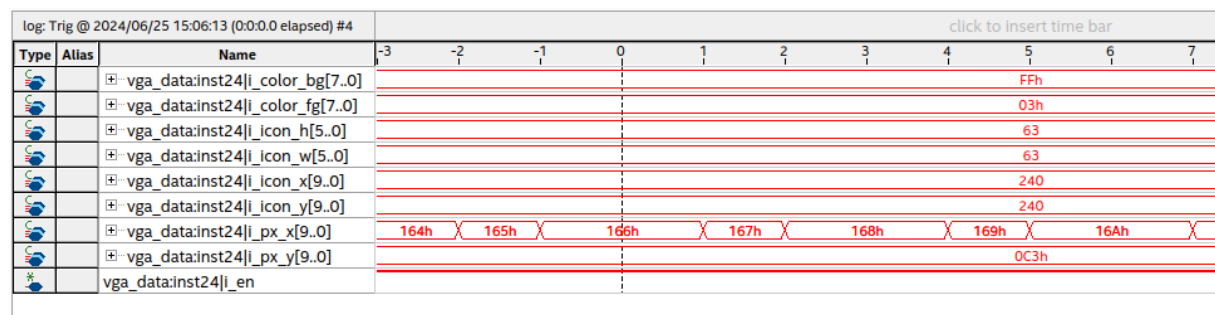 log: Trig @ 2024/06/25 15:06:13 (0:0:0.0 elapsed) #4 click to insert time bar
Type Alias Name -3 -2 -1 0 1 2 3 4 5 6 7
vga_data:inst24|i_color_bg[7..0] FFh
vga_data:inst24|i_color_fg[7..0] 03h
vga_data:inst24|i_icon_h[5..0] 63
vga_data:inst24|i_icon_w[5..0] 63
vga_data:inst24|i_icon_x[9..0] 240
vga_data:inst24|i_icon_y[9..0] 240
vga_data:inst24|i_px_x[9..0] 164h 165h 166h 167h 168h 169h 16Ah
vga_data:inst24|i_px_y[9..0] 0C3h
vga_data:inst24|i_en